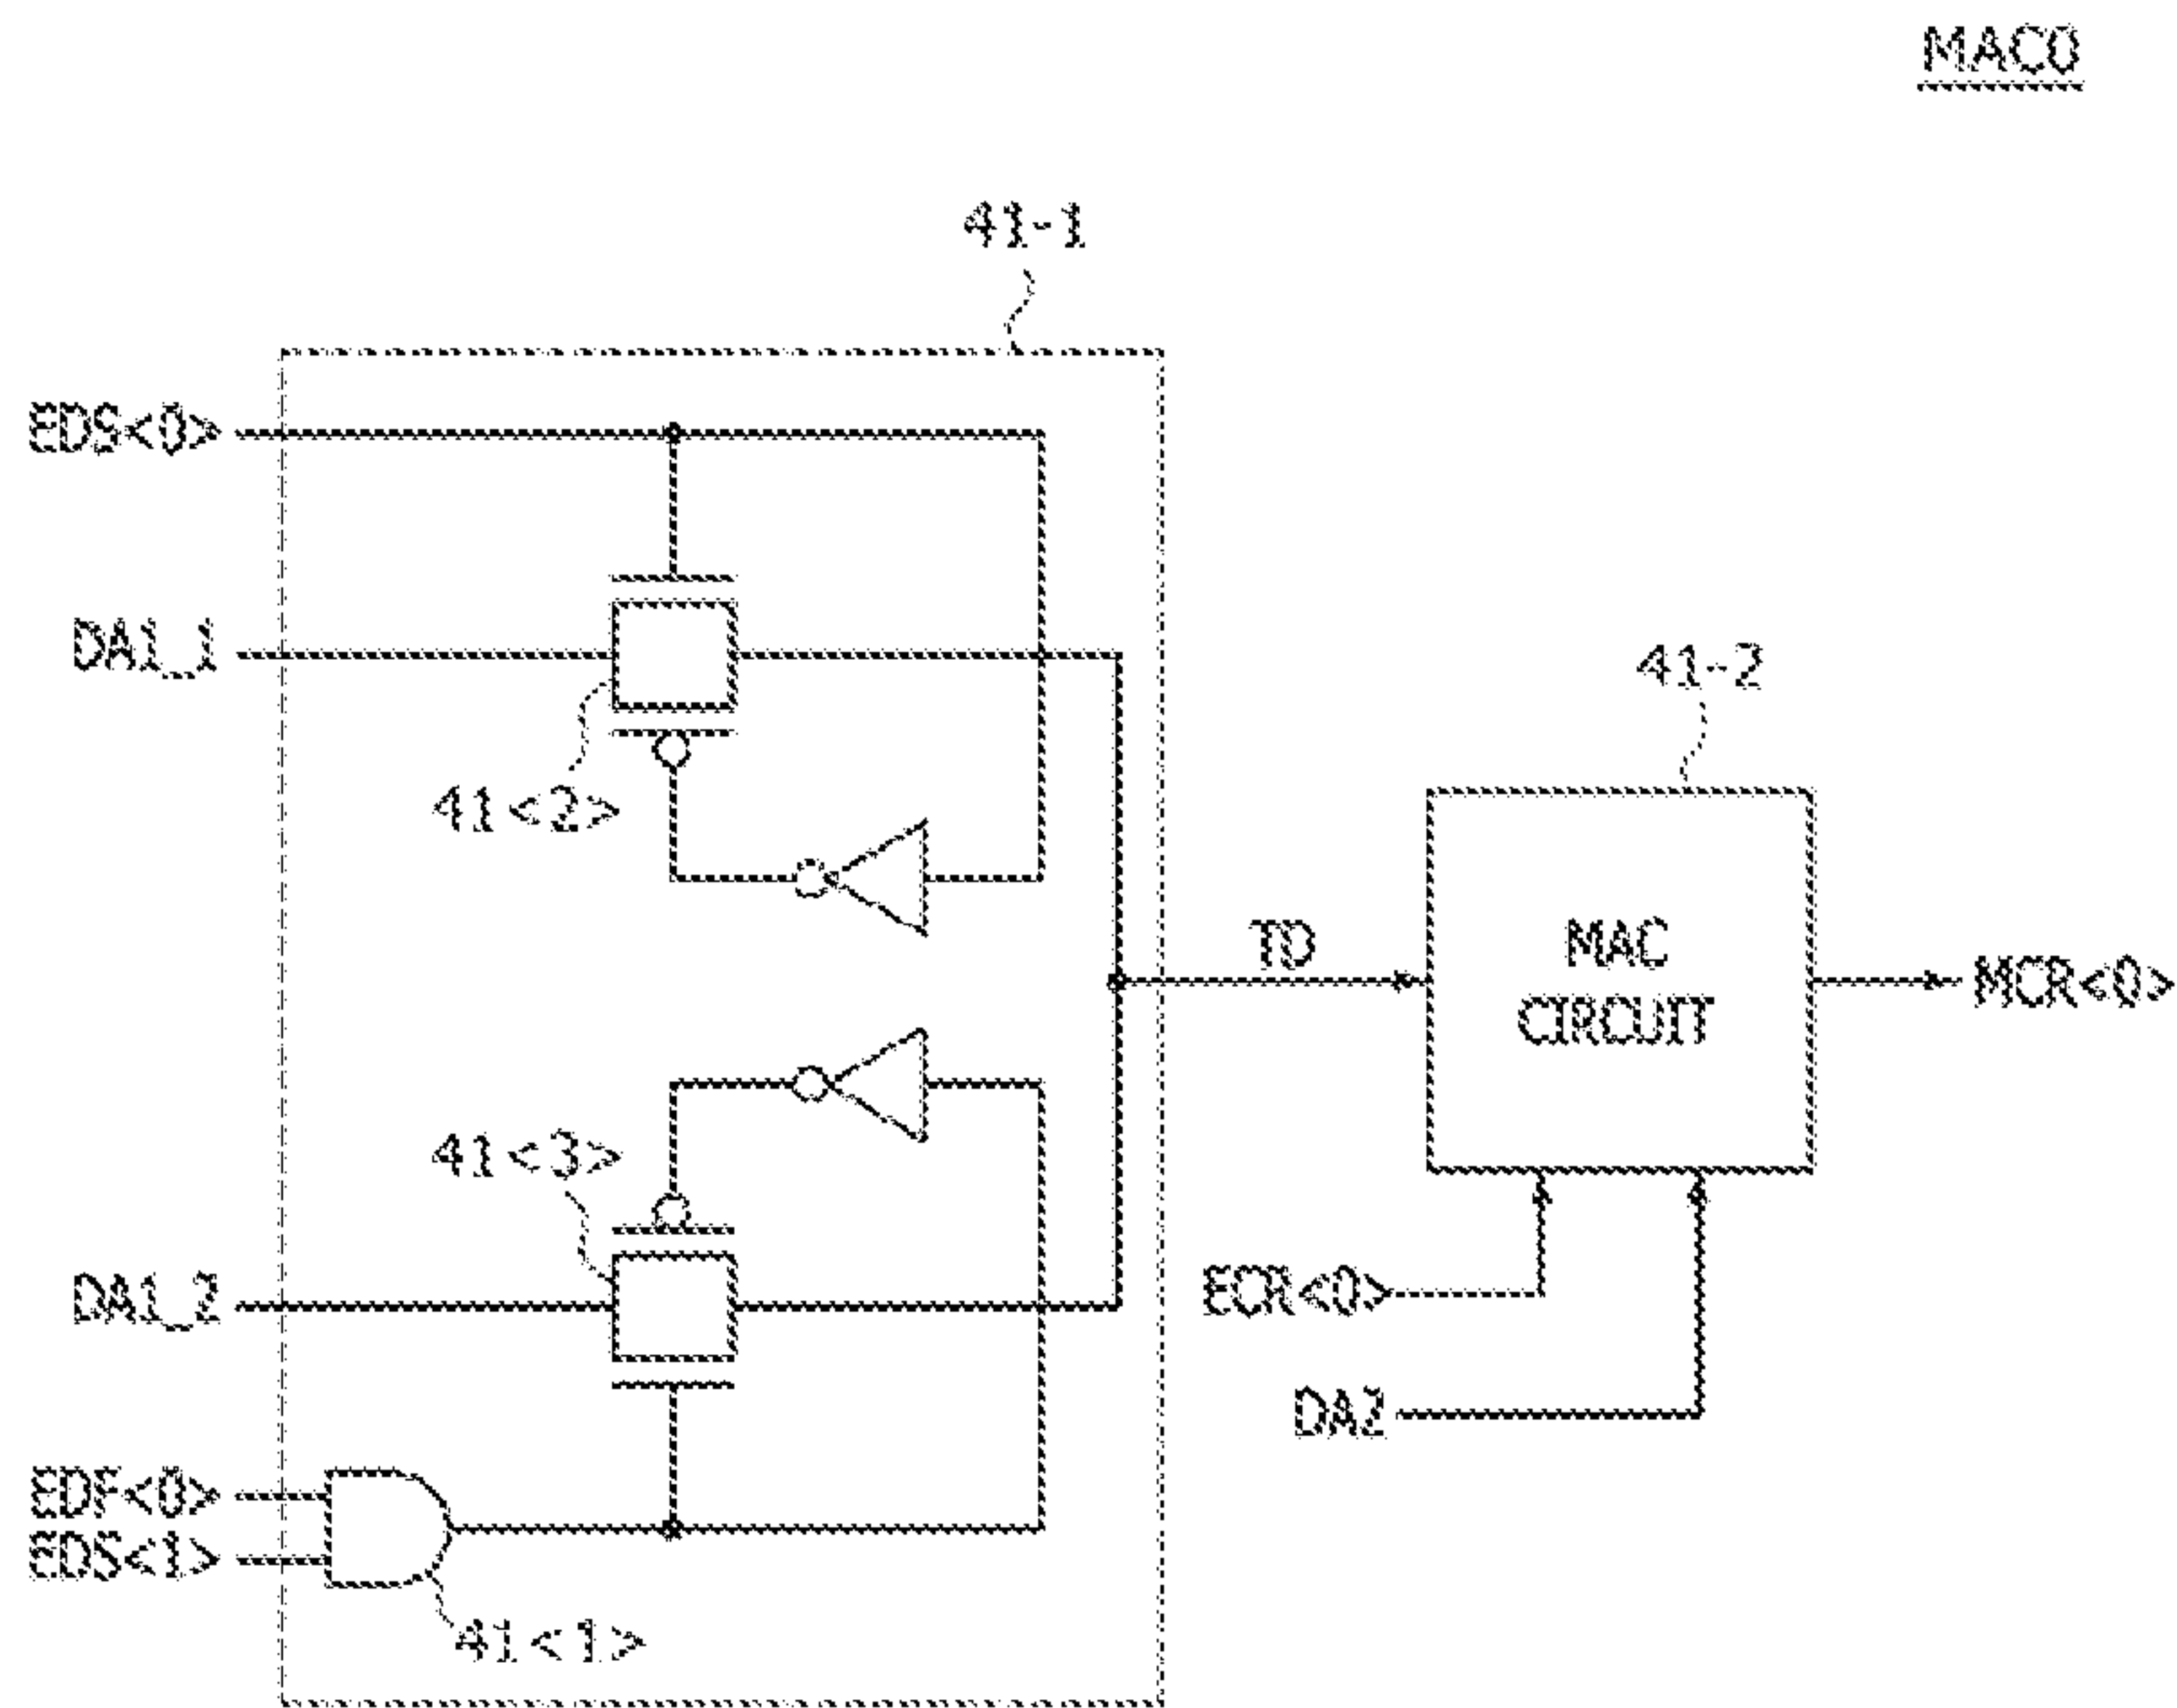 MAC0
41-1
EDS<0>
DA1_1
41-2
41<2>
TD
MAC
CIRCUIT
MCR<0>
41<3>
DA1_2
ECR<0>
DA2
EDF<0>
EDS<1>
41<1>